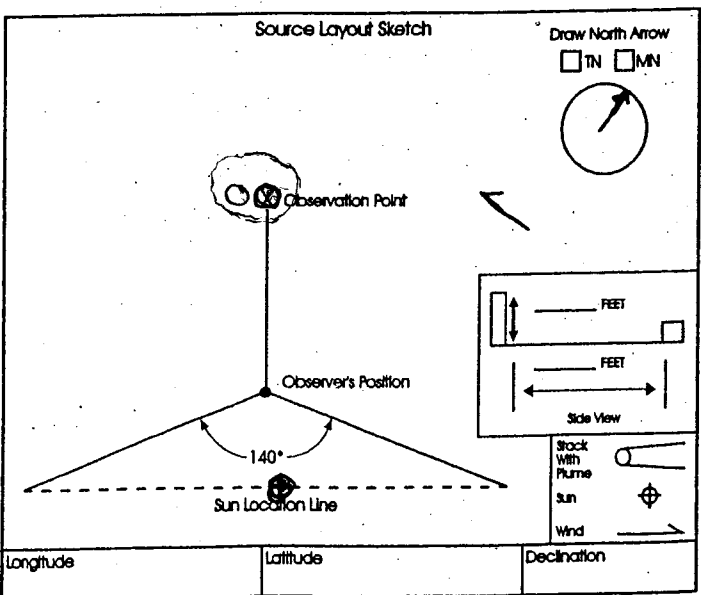 Source Layout Sketch
Draw North Arrow
TN MN
Observation Point
FEET
FEET
Side View
Observer's Position
140°
Sun Location Line
Stack
With
Plume
Sun
Wind
Longitude Latitude Declination